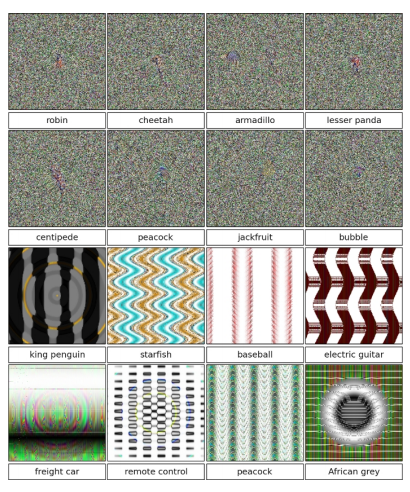 robin
cheetah
armadillo
lesser panda
centipede
peacock
jackfruit
bubble
king penguin
starfish
baseball
electric guitar
freight car
remote control
peacock
African grey